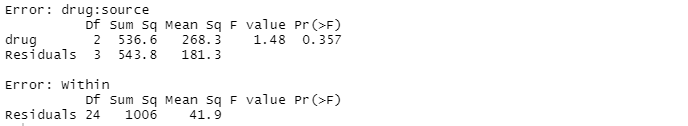 Error: drug:source
Df Sum Sq Mean Sq F value Pr(>F)
drug 2 536.6 268.3 1.48 0.357
Residuals 3 543.8 181.3
Error: Within
Df Sum Sq Mean Sq F value Pr(>F)
Residuals 24 1006 41.9